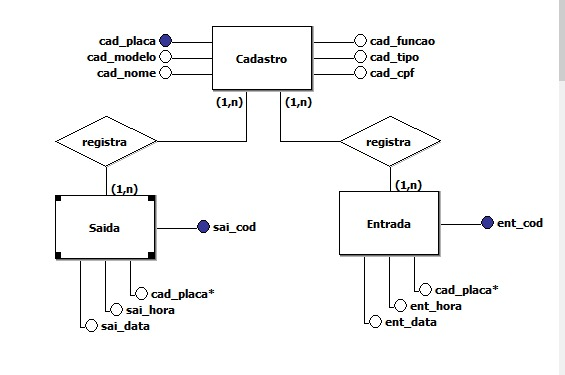 cad_placa
cad_modelo
cad_nome
Cadastro
cad_funcao
cad_tipo
cad_cpf
(1,n)
(1,n)
registra
registra
(1,n)
(1,n)
Saida
sai_cod
Entrada
ent_cod
cad_placa*
sai_hora
sai_data
cad_placa*
ent_hora
ent_data